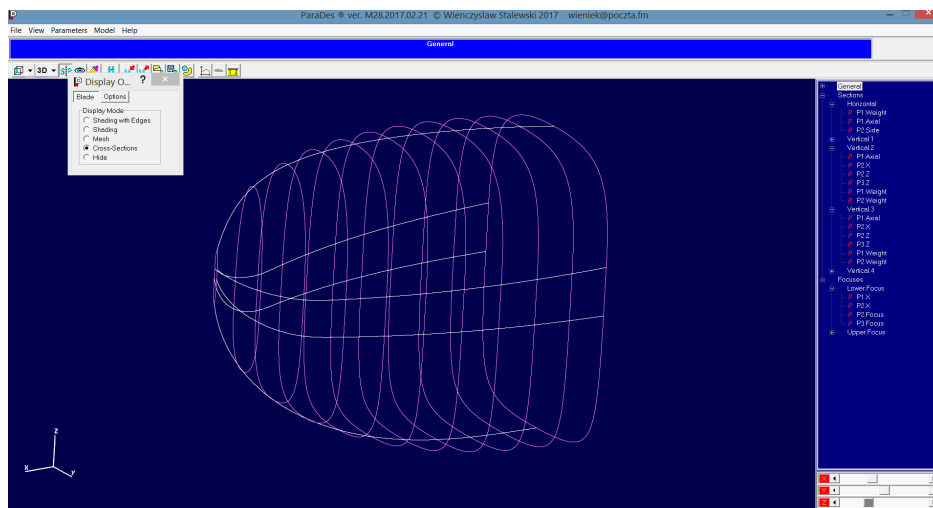 ParaDes ® ver. M28.2017.02.21 © Wienczyslaw Stalewski 2017 wieniek@poczta.fm
File View Parameters Model Help
General
3D
Display O... ?
Blade Options
Display Mode
Shading with Edges
Shading
Mesh
Cross-Sections
Hide
z
x
y
General
Sections
Horizontal
P1.Weight
P1.Axial
P2.Side
Vertical.1
Vertical.2
P1.Axial
P2.X
P2.Z
P3.Z
P1.Weight
P2.Weight
Vertical.3
P1.Axial
P2.X
P2.Z
P3.Z
P1.Weight
P2.Weight
Vertical.4
Focuses
Lower.Focus
P1.X
P2.X
P2.Focus
P3.Focus
Upper.Focus
X
Y
Z